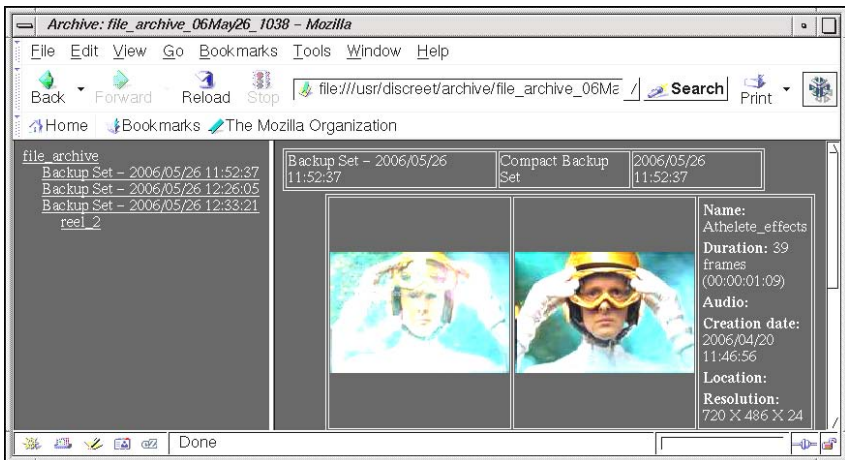 Archive: file_archive_06May26_1038 – Mozilla
File Edit View Go Bookmarks Tools Window Help
Back Forward Reload Stop file:///usr/discreet/archive/file_archive_06Ma Search Print
Home Bookmarks The Mozilla Organization
file_archive
Backup Set – 2006/05/26 11:52:37
Backup Set – 2006/05/26 12:26:05
Backup Set – 2006/05/26 12:33:21
reel_2
Backup Set – 2006/05/26
11:52:37
Compact Backup
Set
2006/05/26
11:52:37
Name:
Athelete_effects
Duration: 39
frames
(00:00:01:09)
Audio:
Creation date:
2006/04/20
11:46:56
Location:
Resolution:
720 X 486 X 24
Done